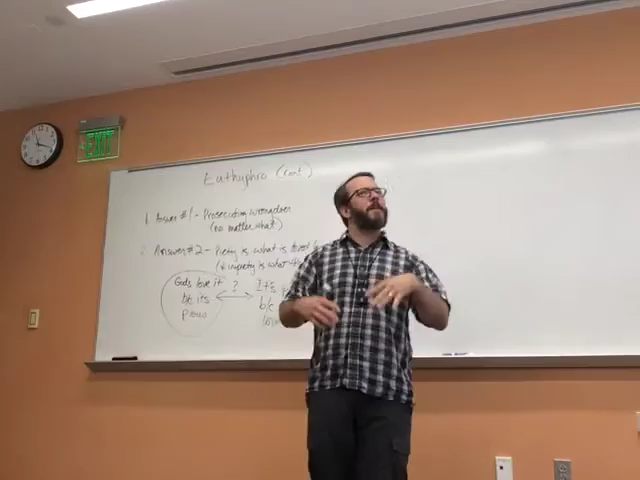 EXIT
Euthyphro (cont.)
1. Answer #1 - Prosecuting wrongdoer
(no matter what)
2. Answer #2 - Piety is what is loved
(& impiety is what
Gods love it ? It's
b/c its b/c
pious